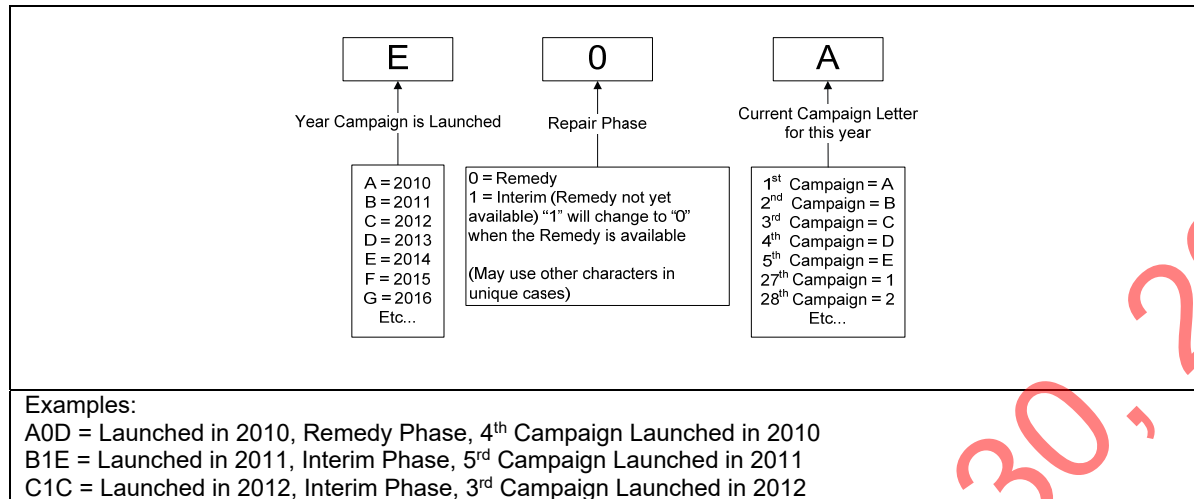 E 0 A
Year Campaign is Launched
Repair Phase
Current Campaign Letter
for this year
A = 2010
B = 2011
C = 2012
D = 2013
E = 2014
F = 2015
G = 2016
Etc...
0 = Remedy
1 = Interim (Remedy not yet
available) “1” will change to “0”
when the Remedy is available
(May use other characters in
unique cases)
1st Campaign = A
2nd Campaign = B
3rd Campaign = C
4th Campaign = D
5th Campaign = E
27th Campaign = 1
28th Campaign = 2
Etc...
Examples:
A0D = Launched in 2010, Remedy Phase, 4th Campaign Launched in 2010
B1E = Launched in 2011, Interim Phase, 5rd Campaign Launched in 2011
C1C = Launched in 2012, Interim Phase, 3rd Campaign Launched in 2012
30, 2